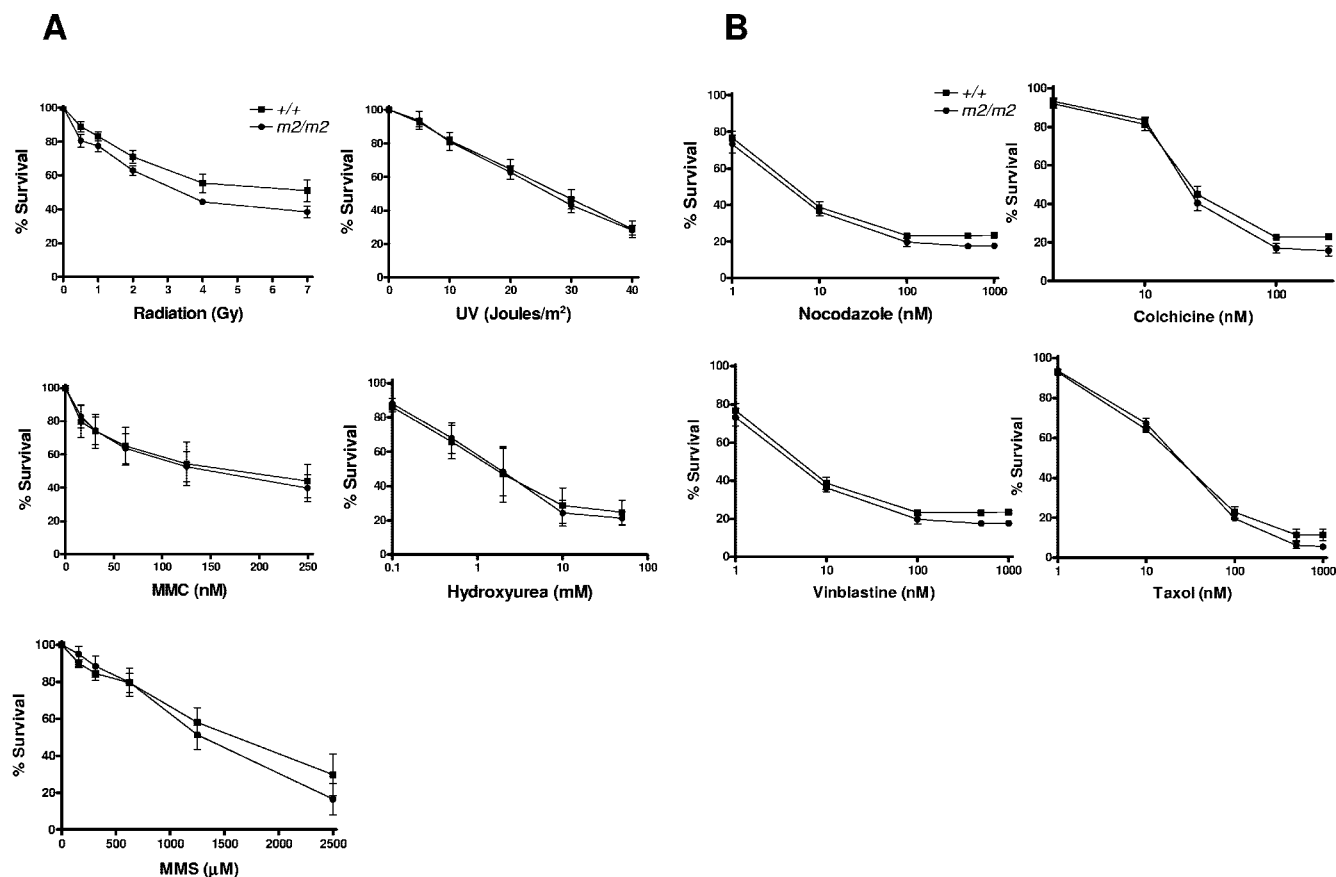 A
B
+/+
m2/m2
100
80
60
40
20
0
% Survival
0 1 2 3 4 5 6 7
Radiation (Gy)
100
80
60
40
20
0
% Survival
0 10 20 30 40
UV (Joules/m²)
+/+
m2/m2
100
80
60
40
20
0
% Survival
1 10 100 1000
Nocodazole (nM)
100
80
60
40
20
0
% Survival
10 100
Colchicine (nM)
100
80
60
40
20
0
% Survival
0 50 100 150 200 250
MMC (nM)
100
80
60
40
20
0
% Survival
0.1 1 10 100
Hydroxyurea (mM)
100
80
60
40
20
0
% Survival
1 10 100 1000
Vinblastine (nM)
100
80
60
40
20
0
% Survival
1 10 100 1000
Taxol (nM)
100
80
60
40
20
0
% Survival
0 500 1000 1500 2000 2500
MMS (μM)